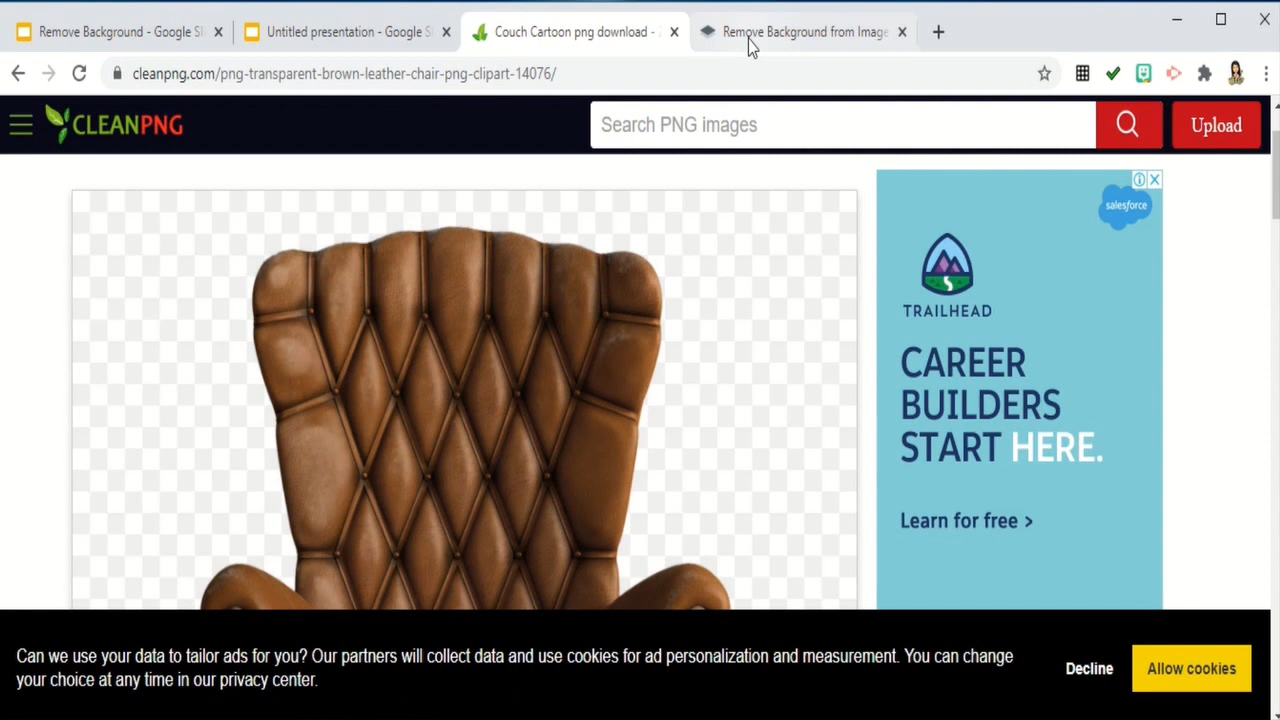 Remove Background - Google Sl
Untitled presentation - Google S
Couch Cartoon png download -
Remove Background from Image
cleanpng.com/png-transparent-brown-leather-chair-png-clipart-14076/
CLEANPNG
Search PNG images
Upload
salesforce
TRAILHEAD
CAREER
BUILDERS
START HERE.
Learn for free >
Can we use your data to tailor ads for you? Our partners will collect data and use cookies for ad personalization and measurement. You can change
your choice at any time in our privacy center.
Decline
Allow cookies